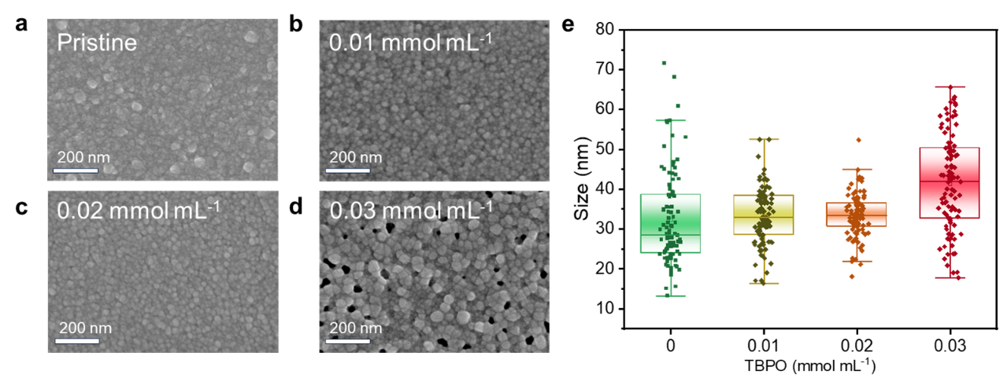 a
Pristine
200 nm
b
0.01 mmol mL⁻¹
200 nm
c
0.02 mmol mL⁻¹
200 nm
d
0.03 mmol mL⁻¹
200 nm
e
80
70
60
50
40
30
20
10
Size (nm)
0 0.01 0.02 0.03
TBPO (mmol mL⁻¹)